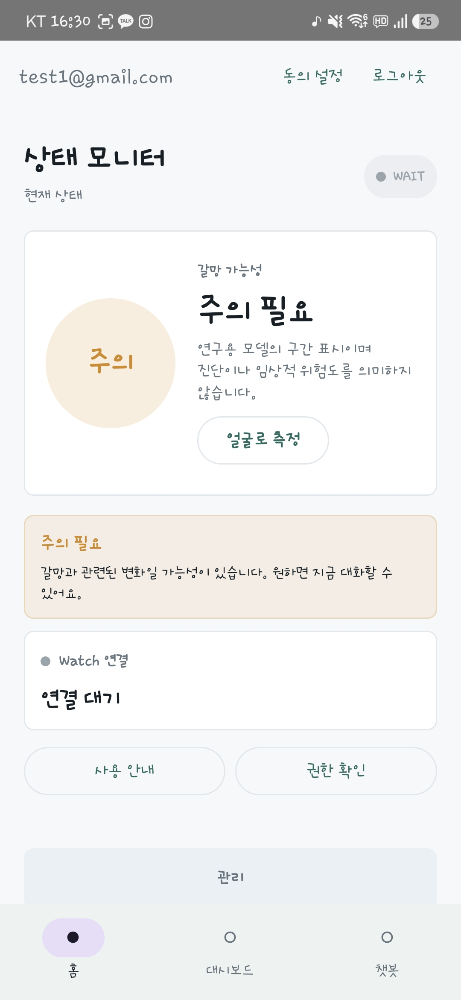 KT 16:30 TALK 6 HD 25
test1@gmail.com 동의 설정 로그아웃
상태 모니터
현재 상태
WAIT
갈망 가능성
주의 필요
주의
연구용 모델의 구간 표시이며
진단이나 임상적 위험도를 의미하지
않습니다.
얼굴로 측정
주의 필요
갈망과 관련된 변화일 가능성이 있습니다. 원하면 지금 대화할 수
있어요.
Watch 연결
연결 대기
사용 안내 권한 확인
관리
홈 대시보드 챗봇